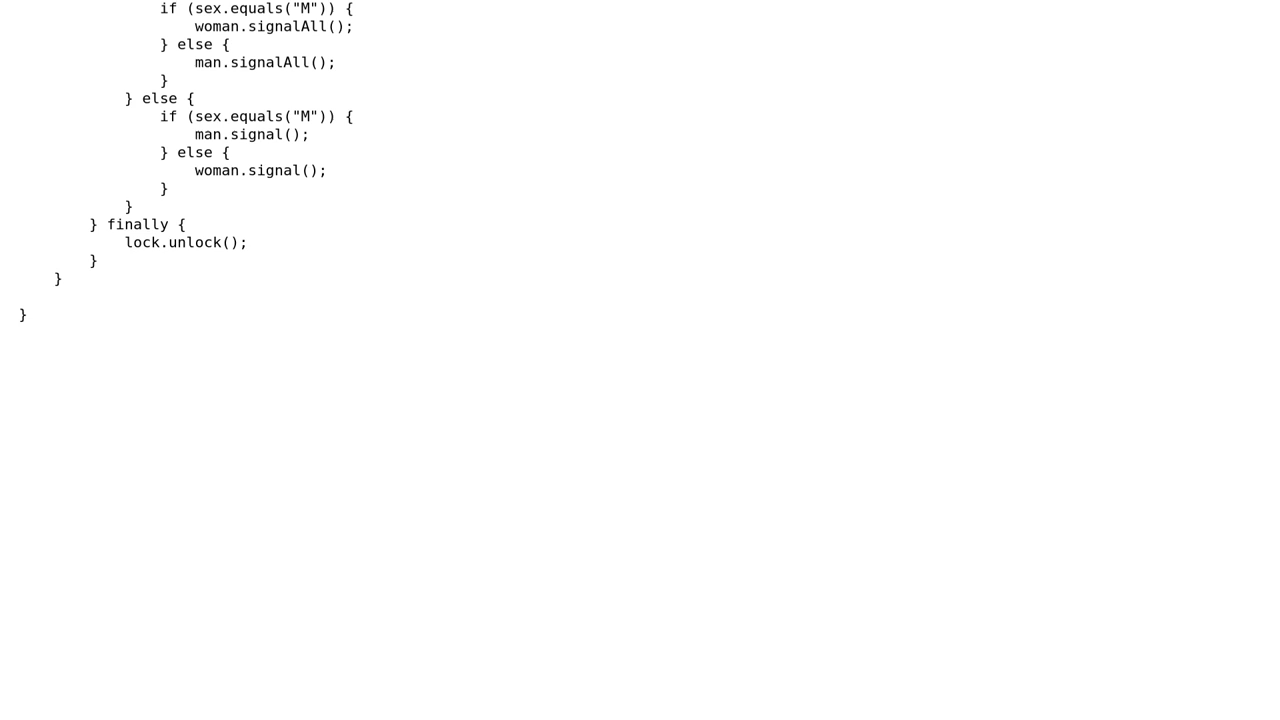 if (sex.equals("M")) {
                    woman.signalAll();
                } else {
                    man.signalAll();
                }
            } else {
                if (sex.equals("M")) {
                    man.signal();
                } else {
                    woman.signal();
                }
            }
        } finally {
            lock.unlock();
        }
    }

}